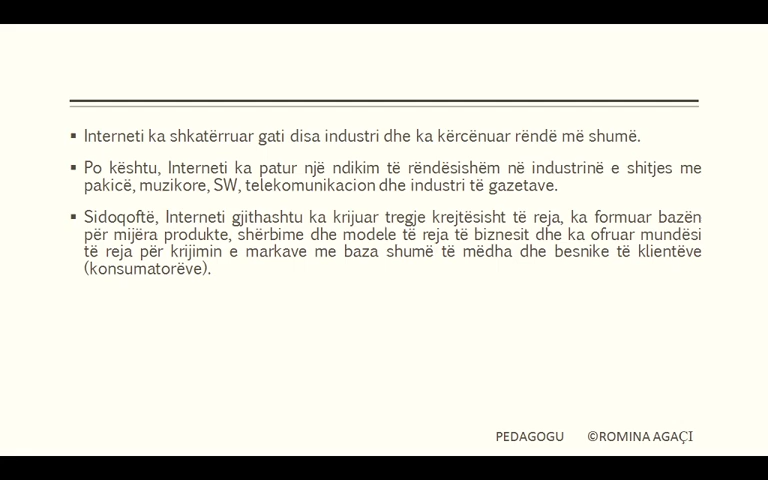 ▪ Interneti ka shkatërruar gati disa industri dhe ka kërcënuar rëndë më shumë.
▪ Po kështu, Interneti ka patur një ndikim të rëndësishëm në industrinë e shitjes me
pakicë, muzikore, SW, telekomunikacion dhe industri të gazetave.
▪ Sidoqoftë, Interneti gjithashtu ka krijuar tregje krejtësisht të reja, ka formuar bazën
për mijëra produkte, shërbime dhe modele të reja të biznesit dhe ka ofruar mundësi
të reja për krijimin e markave me baza shumë të mëdha dhe besnike të klientëve
(konsumatorëve).
PEDAGOGU ©ROMINA AGAÇI